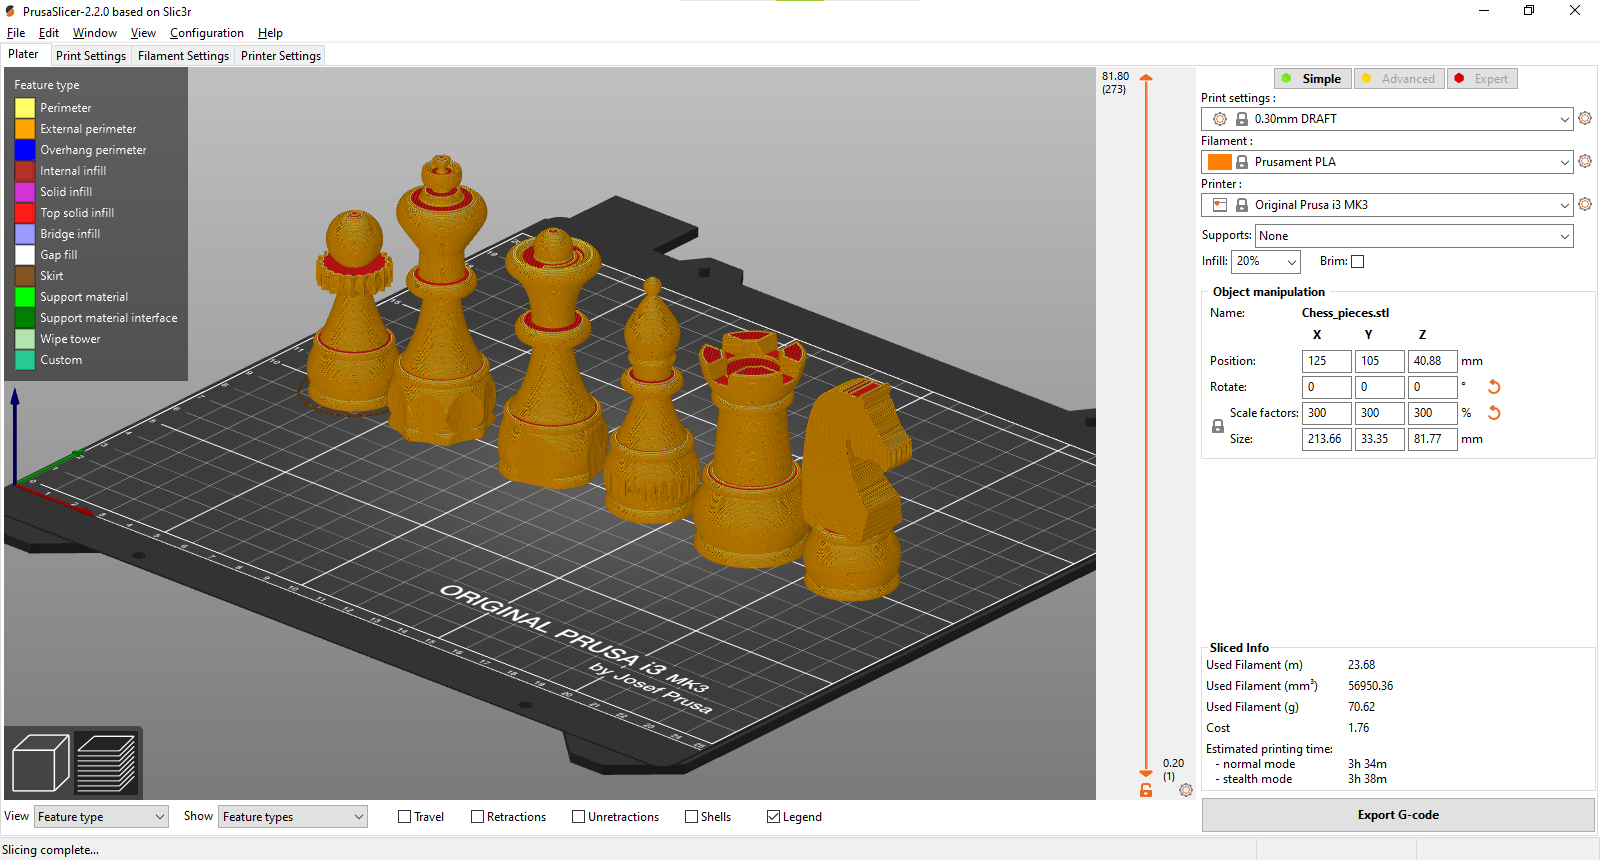 PrusaSlicer-2.2.0 based on Slic3r
File Edit Window View Configuration Help
Plater Print Settings Filament Settings Printer Settings
Feature type
Perimeter
External perimeter
Overhang perimeter
Internal infill
Solid infill
Top solid infill
Bridge infill
Gap fill
Skirt
Support material
Support material interface
Wipe tower
Custom
ORIGINAL PRUSA i3 MK3
by Josef Prusa
81.80
(273)
0.20
(1)
Simple Advanced Expert
Print settings :
0.30mm DRAFT
Filament :
Prusament PLA
Printer :
Original Prusa i3 MK3
Supports: None
Infill: 20% Brim:
Object manipulation
Name: Chess_pieces.stl
X Y Z
Position: 125 105 40.88 mm
Rotate: 0 0 0 °
Scale factors: 300 300 300 %
Size: 213.66 33.35 81.77 mm
Sliced Info
Used Filament (m) 23.68
Used Filament (mm³) 56950.36
Used Filament (g) 70.62
Cost 1.76
Estimated printing time:
- normal mode 3h 34m
- stealth mode 3h 38m
Export G-code
View Feature type Show Feature types Travel Retractions Unretractions Shells Legend
Slicing complete...